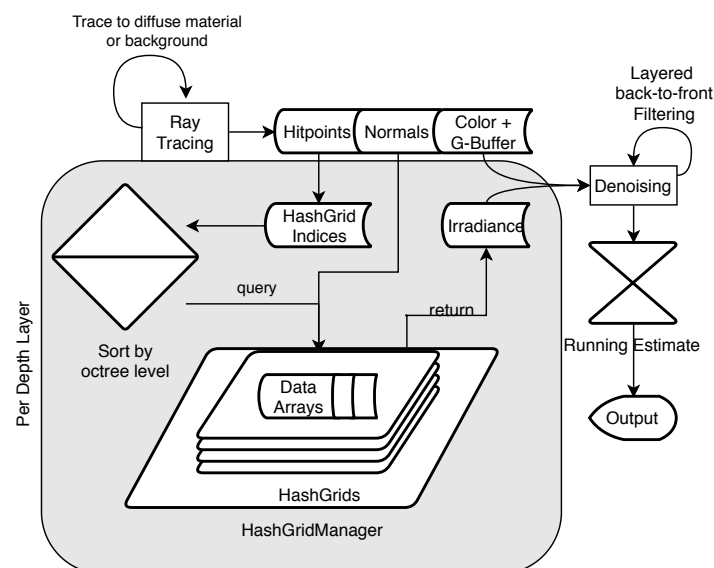 Trace to diffuse material
or background
Ray
Tracing
Hitpoints
Normals
Color +
G-Buffer
Layered
back-to-front
Filtering
Denoising
HashGrid
Indices
Irradiance
query
return
Sort by
octree level
Running Estimate
Per Depth Layer
Data
Arrays
Output
HashGrids
HashGridManager